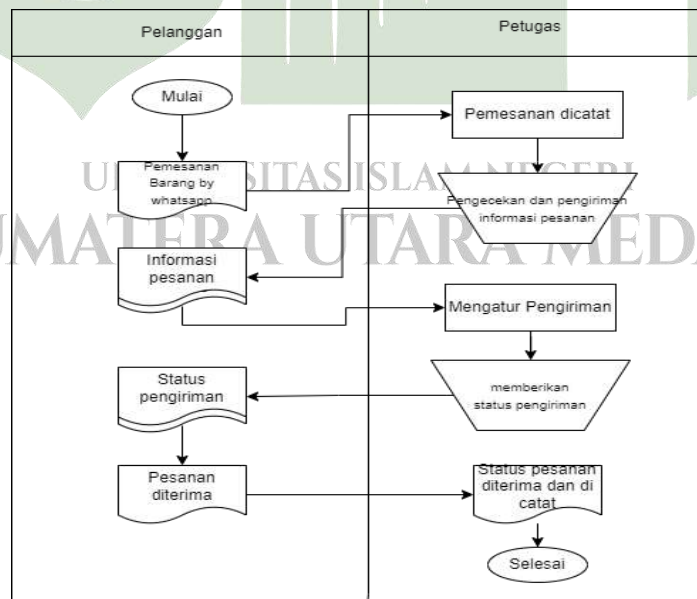 Pelanggan
Petugas
Mulai
Pemesanan dicatat
Pemesanan
Barang by
whatsapp
Pengecekan dan pengiriman
informasi pesanan
UNIVERSITAS ISLAM NEGERI
SUMATERA UTARA MEDAN
Informasi
pesanan
Mengatur Pengiriman
Status
pengiriman
memberikan
status pengiriman
Pesanan
diterima
Status pesanan
diterima dan di
catat
Selesai